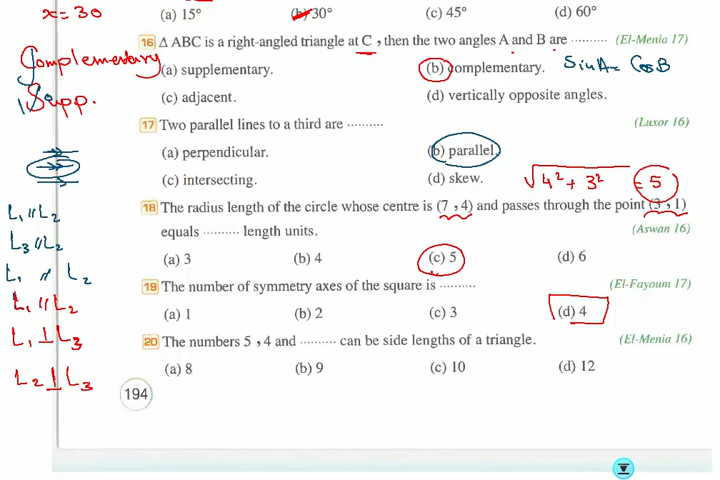 x = 30
(a) 15° (b) 30° (c) 45° (d) 60°
16 Δ ABC is a right-angled triangle at C , then the two angles A and B are .......... (El-Menia 17)
Complementary
(a) supplementary. (b) complementary. Sin A = Cos B
Supp.
(c) adjacent. (d) vertically opposite angles.
17 Two parallel lines to a third are .......... (Luxor 16)
(a) perpendicular. (b) parallel.
(c) intersecting. (d) skew. √4² + 3² = 5
L₁ // L₂
18 The radius length of the circle whose centre is (7 , 4) and passes through the point (3 , 1)
equals .......... length units. (Aswan 16)
L₃ // L₂
(a) 3 (b) 4 (c) 5 (d) 6
L₁ // L₂
19 The number of symmetry axes of the square is .......... (El-Fayoum 17)
L₁ // L₂
(a) 1 (b) 2 (c) 3 (d) 4
L₁ ⊥ L₃
20 The numbers 5 , 4 and .......... can be side lengths of a triangle. (El-Menia 16)
(a) 8 (b) 9 (c) 10 (d) 12
L₂ ⊥ L₃
194